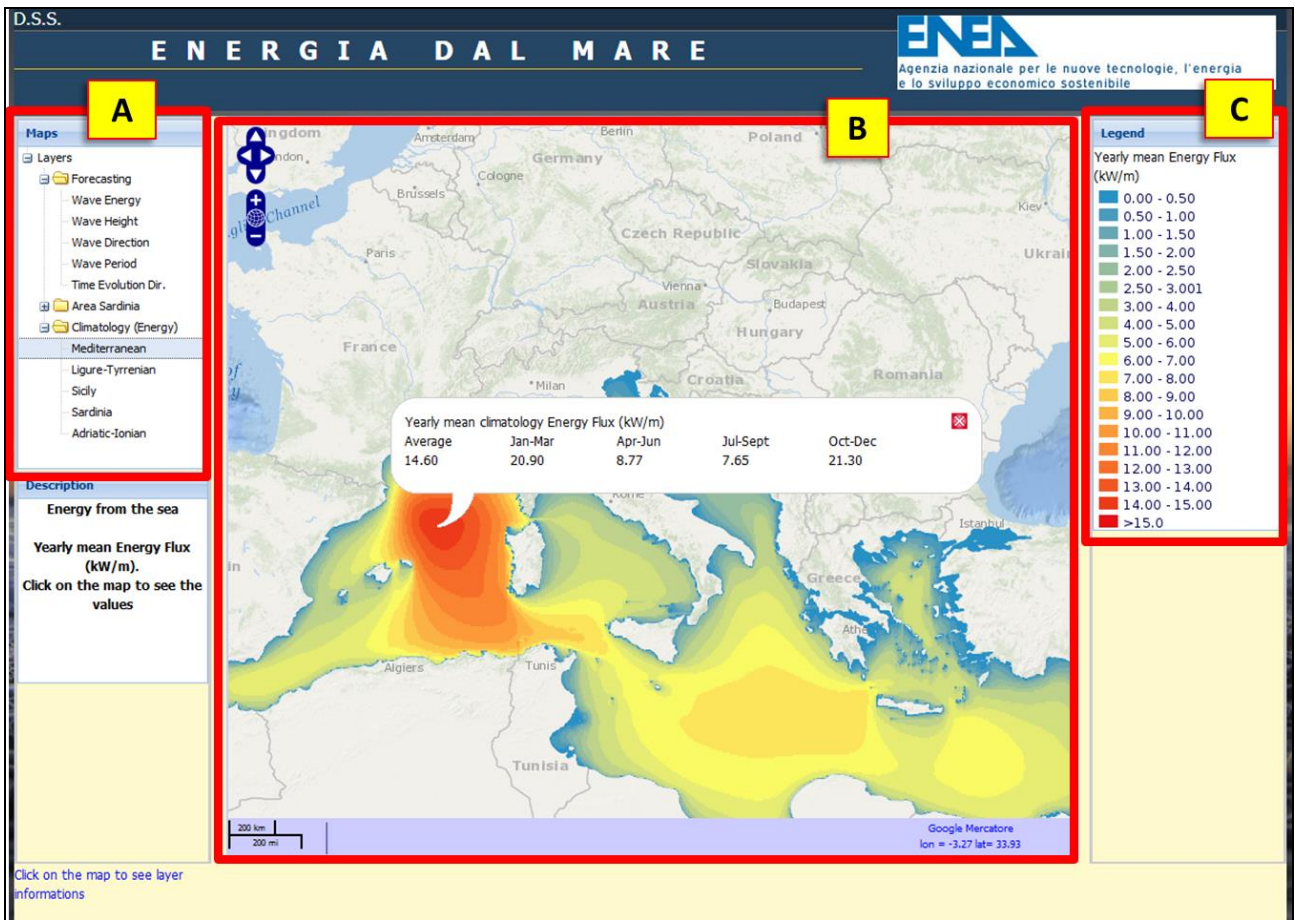 D.S.S.
ENERGIA DAL MARE
ENEA
Agenzia nazionale per le nuove tecnologie, l'energia
e lo sviluppo economico sostenibile
A
Maps
Layers
Forecasting
Wave Energy
Wave Height
Wave Direction
Wave Period
Time Evolution Dir.
Area Sardinia
Climatology (Energy)
Mediterranean
Ligure-Tyrrenian
Sicily
Sardinia
Adriatic-Ionian
Description
Energy from the sea
Yearly mean Energy Flux
(kW/m).
Click on the map to see the
values
Click on the map to see layer
informations
B
ingdom
Amsterdam
Berlin
Poland
ndon
Germany
Cologne
Brussels
Channel
Kiev
Czech Republic
Paris
Ukrain
Slovakia
Vienna
Austria
Budapest
Hungary
France
of
Milan
Croatia
Romania
Yearly mean climatology Energy Flux (kW/m)
Average Jan-Mar Apr-Jun Jul-Sept Oct-Dec
14.60 20.90 8.77 7.65 21.30
Rome
Istanbul
in
Greece
Athe
Algiers
Tunis
Tunisia
200 km
200 mi
Google Mercatore
lon = -3.27 lat= 33.93
C
Legend
Yearly mean Energy Flux
(kW/m)
0.00 - 0.50
0.50 - 1.00
1.00 - 1.50
1.50 - 2.00
2.00 - 2.50
2.50 - 3.001
3.00 - 4.00
4.00 - 5.00
5.00 - 6.00
6.00 - 7.00
7.00 - 8.00
8.00 - 9.00
9.00 - 10.00
10.00 - 11.00
11.00 - 12.00
12.00 - 13.00
13.00 - 14.00
14.00 - 15.00
>15.0